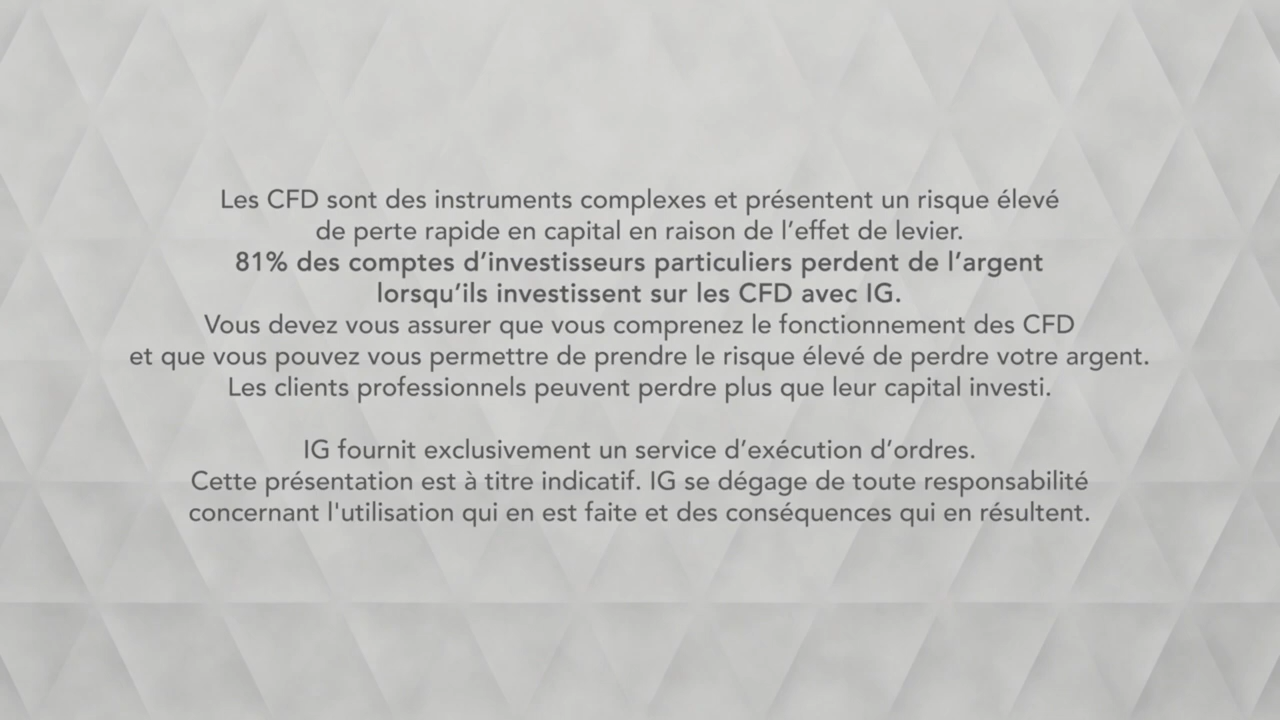 Les CFD sont des instruments complexes et présentent un risque élevé
de perte rapide en capital en raison de l’effet de levier.
81% des comptes d’investisseurs particuliers perdent de l’argent
lorsqu’ils investissent sur les CFD avec IG.
Vous devez vous assurer que vous comprenez le fonctionnement des CFD
et que vous pouvez vous permettre de prendre le risque élevé de perdre votre argent.
Les clients professionnels peuvent perdre plus que leur capital investi.
IG fournit exclusivement un service d’exécution d’ordres.
Cette présentation est à titre indicatif. IG se dégage de toute responsabilité
concernant l'utilisation qui en est faite et des conséquences qui en résultent.